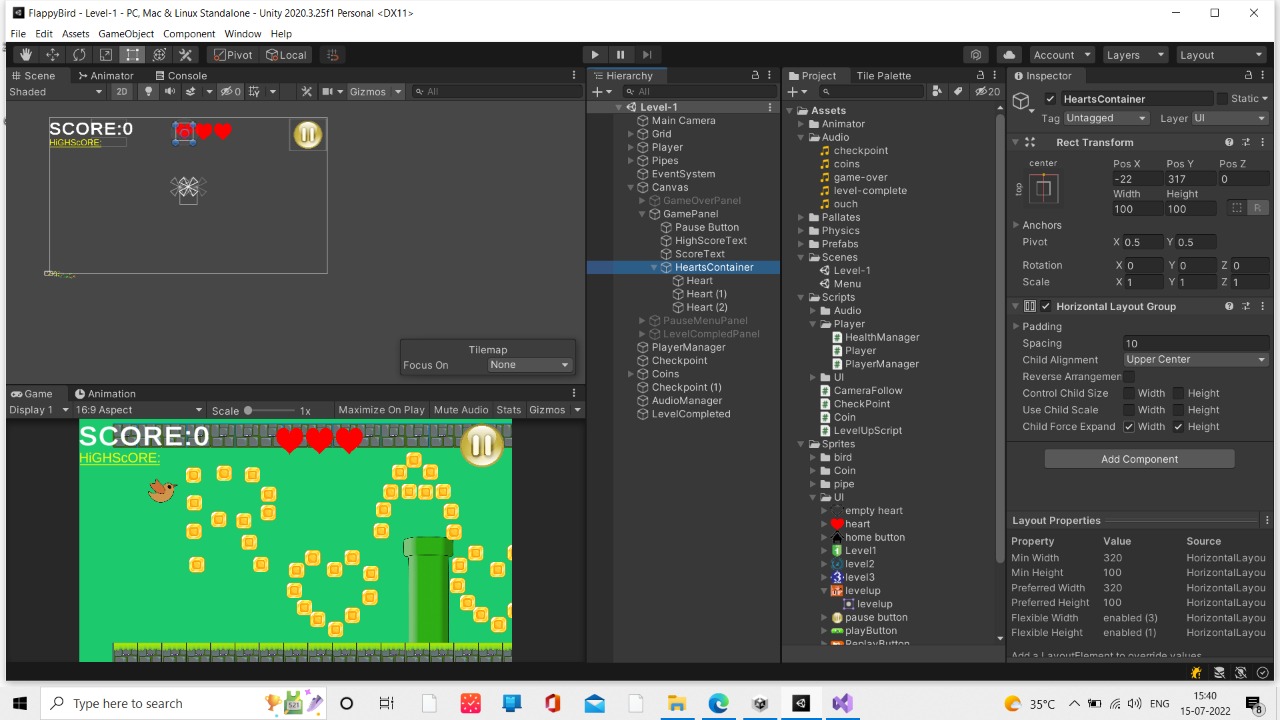 FlappyBird - Level-1 - PC, Mac & Linux Standalone - Unity 2020.3.25f1 Personal <DX11>
File Edit Assets GameObject Component Window Help
Pivot Local Account Layers Layout
Scene Animator Console
Shaded 2D 0 Gizmos All
SCORE:0
HiGHScORE:
Tilemap
Focus On None
Game Animation
Display 1 16:9 Aspect Scale 1x Maximize On Play Mute Audio Stats Gizmos
SCORE:0
HiGHScORE:
Hierarchy
All
Level-1
Main Camera
Grid
Player
Pipes
EventSystem
Canvas
GameOverPanel
GamePanel
Pause Button
HighScoreText
ScoreText
HeartsContainer
Heart
Heart (1)
Heart (2)
PauseMenuPanel
LevelCompledPanel
PlayerManager
Checkpoint
Coins
Checkpoint (1)
AudioManager
LevelCompleted
Project Tile Palette
20
Assets
Animator
Audio
checkpoint
coins
game-over
level-complete
ouch
Pallates
Physics
Prefabs
Scenes
Level-1
Menu
Scripts
Audio
Player
HealthManager
Player
PlayerManager
UI
CameraFollow
CheckPoint
Coin
LevelUpScript
Sprites
bird
Coin
pipe
UI
empty heart
heart
home button
Level1
level2
level3
levelup
levelup
pause button
playButton
ReplayButton
Inspector
HeartsContainer Static
Tag Untagged Layer UI
Rect Transform
center Pos X Pos Y Pos Z
top -22 317 0
Width Height
100 100 R
Anchors
Pivot X 0.5 Y 0.5
Rotation X 0 Y 0 Z 0
Scale X 1 Y 1 Z 1
Horizontal Layout Group
Padding
Spacing 10
Child Alignment Upper Center
Reverse Arrangemen
Control Child Size Width Height
Use Child Scale Width Height
Child Force Expand Width Height
Add Component
Layout Properties
Property Value Source
Min Width 320 HorizontalLayou
Min Height 100 HorizontalLayou
Preferred Width 320 HorizontalLayou
Preferred Height 100 HorizontalLayou
Flexible Width enabled (3) HorizontalLayou
Flexible Height enabled (1) HorizontalLayou
Add a LayoutElement to override values
Type here to search 35°C ENG 15:40
15-07-2022 8